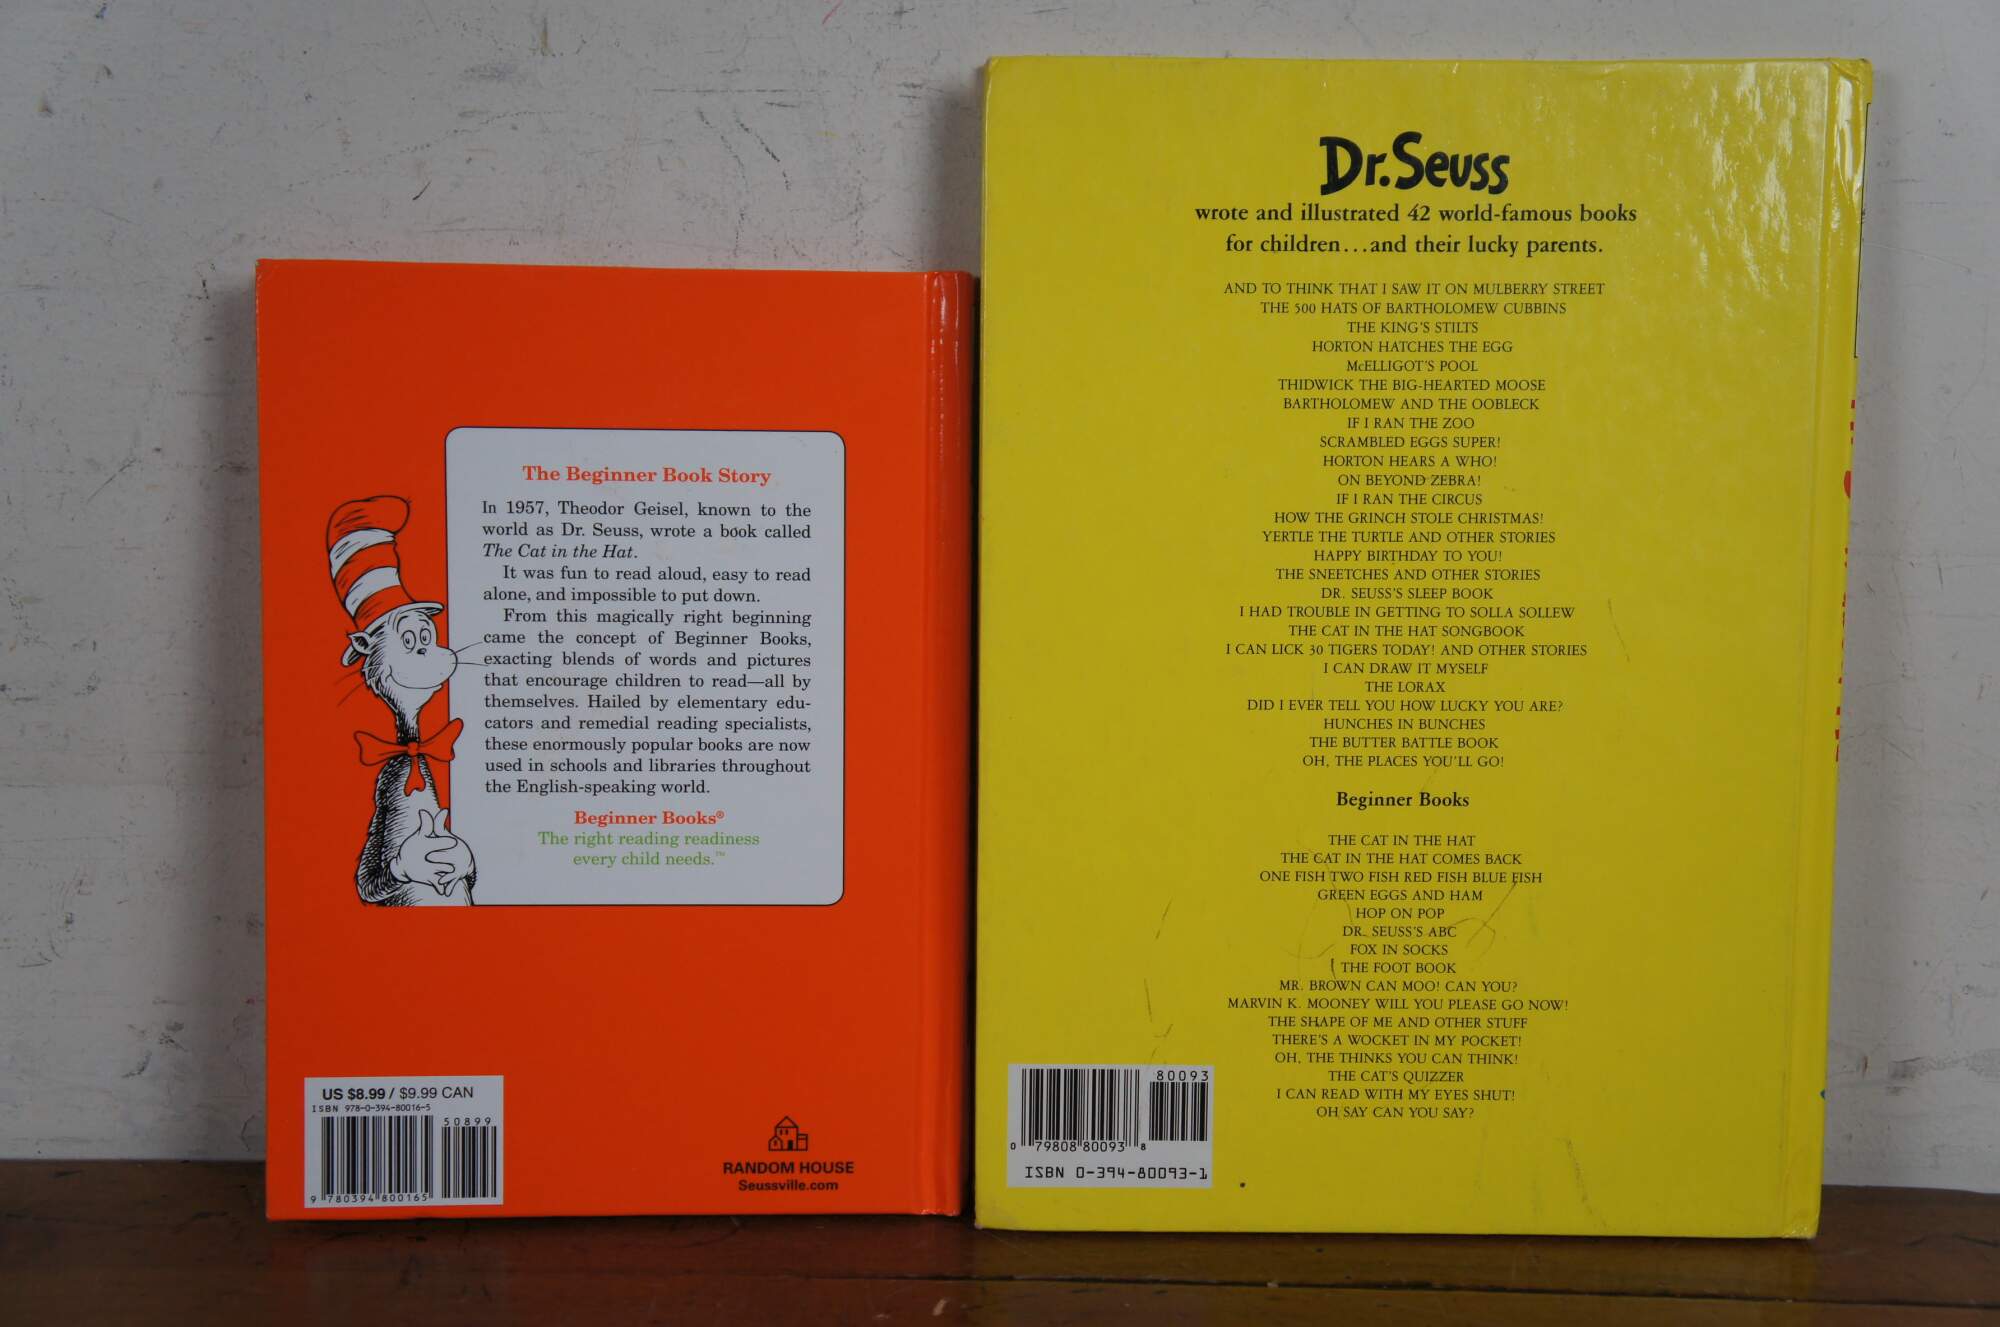 The Beginner Book Story
In 1957, Theodor Geisel, known to the
world as Dr. Seuss, wrote a book called
The Cat in the Hat.
It was fun to read aloud, easy to read
alone, and impossible to put down.
From this magically right beginning
came the concept of Beginner Books,
exacting blends of words and pictures
that encourage children to read—all by
themselves. Hailed by elementary edu-
cators and remedial reading specialists,
these enormously popular books are now
used in schools and libraries throughout
the English-speaking world.
Beginner Books®
The right reading readiness
every child needs.™
US $8.99 / $9.99 CAN
ISBN 978-0-394-80016-5
50899
9 780394 800165
RANDOM HOUSE
Seussville.com
Dr. Seuss
wrote and illustrated 42 world-famous books
for children...and their lucky parents.
AND TO THINK THAT I SAW IT ON MULBERRY STREET
THE 500 HATS OF BARTHOLOMEW CUBBINS
THE KING'S STILTS
HORTON HATCHES THE EGG
McELLIGOT'S POOL
THIDWICK THE BIG-HEARTED MOOSE
BARTHOLOMEW AND THE OOBLECK
IF I RAN THE ZOO
SCRAMBLED EGGS SUPER!
HORTON HEARS A WHO!
ON BEYOND ZEBRA!
IF I RAN THE CIRCUS
HOW THE GRINCH STOLE CHRISTMAS!
YERTLE THE TURTLE AND OTHER STORIES
HAPPY BIRTHDAY TO YOU!
THE SNEETCHES AND OTHER STORIES
DR. SEUSS'S SLEEP BOOK
I HAD TROUBLE IN GETTING TO SOLLA SOLLEW
THE CAT IN THE HAT SONGBOOK
I CAN LICK 30 TIGERS TODAY! AND OTHER STORIES
I CAN DRAW IT MYSELF
THE LORAX
DID I EVER TELL YOU HOW LUCKY YOU ARE?
HUNCHES IN BUNCHES
THE BUTTER BATTLE BOOK
OH, THE PLACES YOU'LL GO!
Beginner Books
THE CAT IN THE HAT
THE CAT IN THE HAT COMES BACK
ONE FISH TWO FISH RED FISH BLUE FISH
GREEN EGGS AND HAM
HOP ON POP
DR. SEUSS'S ABC
FOX IN SOCKS
THE FOOT BOOK
MR. BROWN CAN MOO! CAN YOU?
MARVIN K. MOONEY WILL YOU PLEASE GO NOW!
THE SHAPE OF ME AND OTHER STUFF
THERE'S A WOCKET IN MY POCKET!
OH, THE THINKS YOU CAN THINK!
THE CAT'S QUIZZER
I CAN READ WITH MY EYES SHUT!
OH SAY CAN YOU SAY?
80093
0 79808 80093 8
ISBN 0-394-80093-1